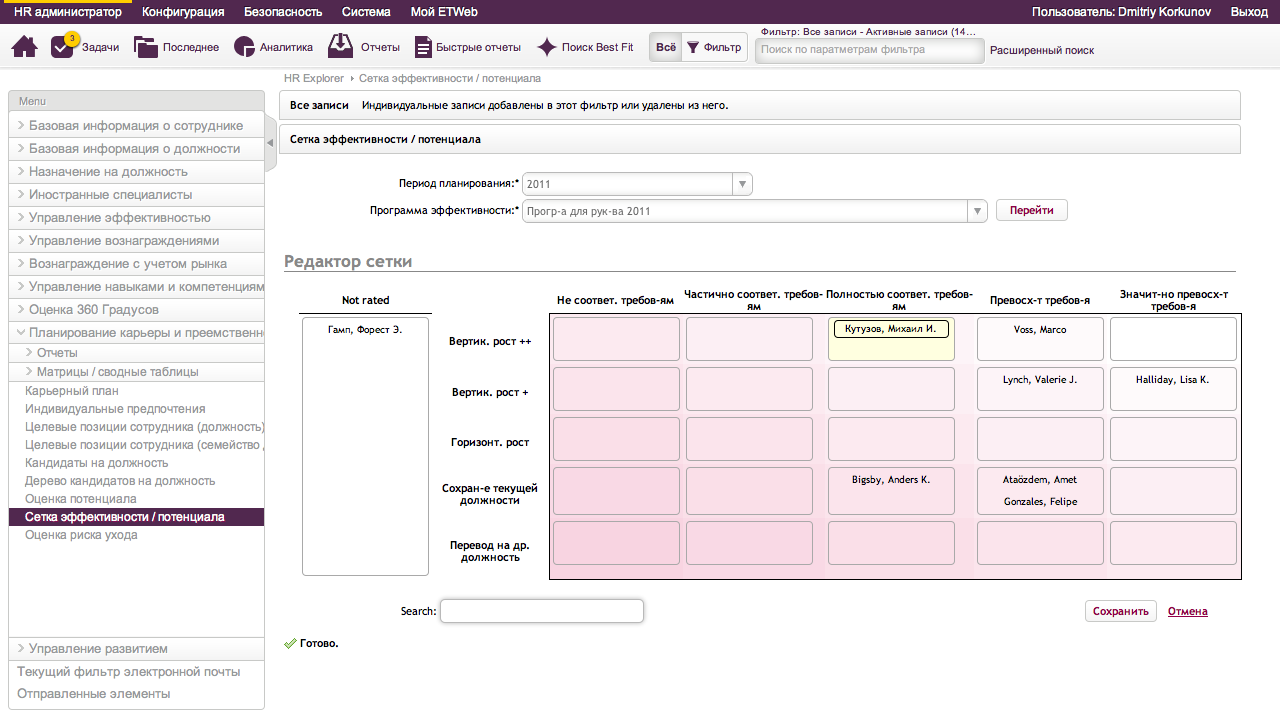 HR администратор Конфигурация Безопасность Система Мой ETWeb Пользователь: Dmitriy Korkunov Выход
3 Задачи Последнее Аналитика Отчеты Быстрые отчеты Поиск Best Fit Всё Фильтр
Фильтр: Все записи - Активные записи (14...
Поиск по паратметрам фильтра Расширенный поиск
HR Explorer › Сетка эффективности / потенциала
Menu
Базовая информация о сотруднике
Базовая информация о должности
Назначение на должность
Иностранные специалисты
Управление эффективностью
Управление вознаграждениями
Вознаграждение с учетом рынка
Управление навыками и компетенциям
Оценка 360 Градусов
Планирование карьеры и преемственн
Отчеты
Матрицы / сводные таблицы
Карьерный план
Индивидуальные предпочтения
Целевые позиции сотрудника (должность)
Целевые позиции сотрудника (семейство
Кандидаты на должность
Дерево кандидатов на должность
Оценка потенциала
Сетка эффективности / потенциала
Оценка риска ухода
Управление развитием
Текущий фильтр электронной почты
Отправленные элементы
Все записи Индивидуальные записи добавлены в этот фильтр или удалены из него.
Сетка эффективности / потенциала
Период планирования:* 2011
Программа эффективности:* Прогр-а для рук-ва 2011 Перейти
Редактор сетки
Not rated
Гамп, Форест Э.
Не соответ. требов-ям
Частично соответ. требов-ям
Полностью соответ. требов-ям
Превосх-т требов-я
Значит-но превосх-т требов-я
Вертик. рост ++ Кутузов, Михаил И. Voss, Marco
Вертик. рост + Lynch, Valerie J. Halliday, Lisa K.
Горизонт. рост
Сохран-е текущей должности Bigsby, Anders K. Ataözdem, Amet
Gonzales, Felipe
Перевод на др. должность
Search: Сохранить Отмена
Готово.